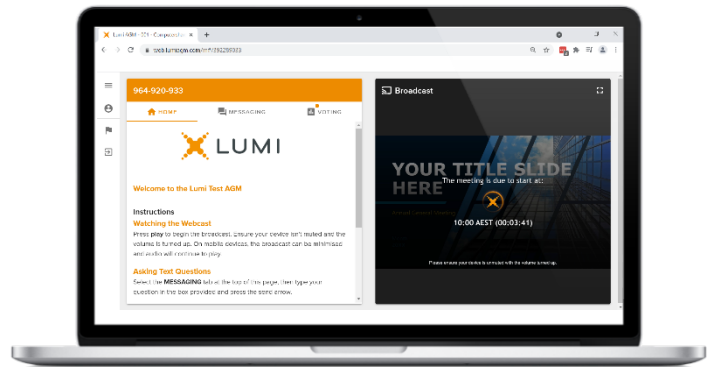 964-920-933
HOME
MESSAGING
VOTING
LUMI
Welcome to the Lumi Test AGM
Instructions
Watching the Webcast
Press play to begin the broadcast. Ensure your device isn't muted and the
volume is turned up. On mobile devices, the broadcast can be minimised
and audio will continue to play.
Asking Text Questions
Select the MESSAGING tab at the top of this page, then type your
question in the box provided and press the send arrow.
Broadcast
YOUR TITLE SLIDE
HERE
The meeting is due to start at:
10:00 AEST (00:03:41)
Please ensure your device is unmuted with the volume turned up.